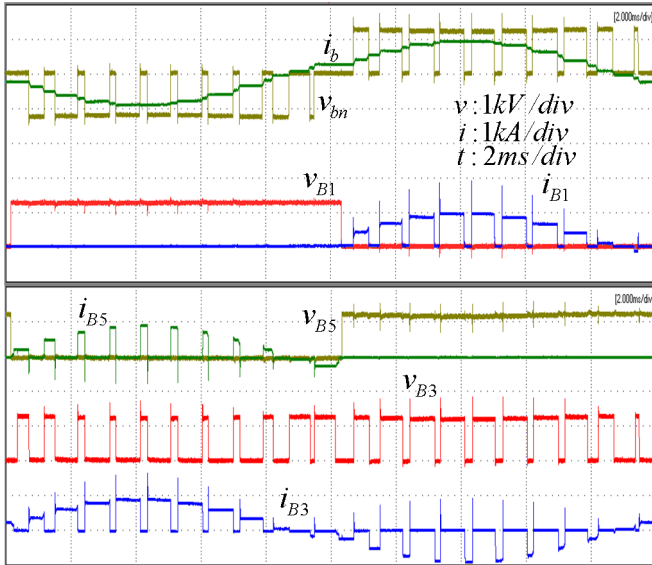 [2.000ms/div]
i_b
v_bn
v : 1kV / div
i : 1kA / div
t : 2ms / div
v_B1
i_B1
[2.000ms/div
i_B5
v_B5
v_B3
i_B3